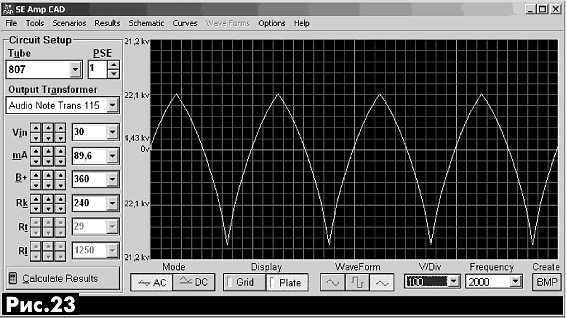 SE Amp CAD
File Tools Scenarios Results Schematic Curves Wave Forms Options Help
Circuit Setup
Tube PSE
807 1
Output Transformer
Audio Note Trans 115
Vin 30
mA 89,6
B+ 360
Rk 240
Rt 29
Rl 1250
Calculate Results
21,2 kv
22,1 kv
4,43 kv
0v
22,1 kv
21,2 kv
Mode Display WaveForm V/Div Frequency Create
AC DC Grid Plate 100 2000 BMP
Рис.23